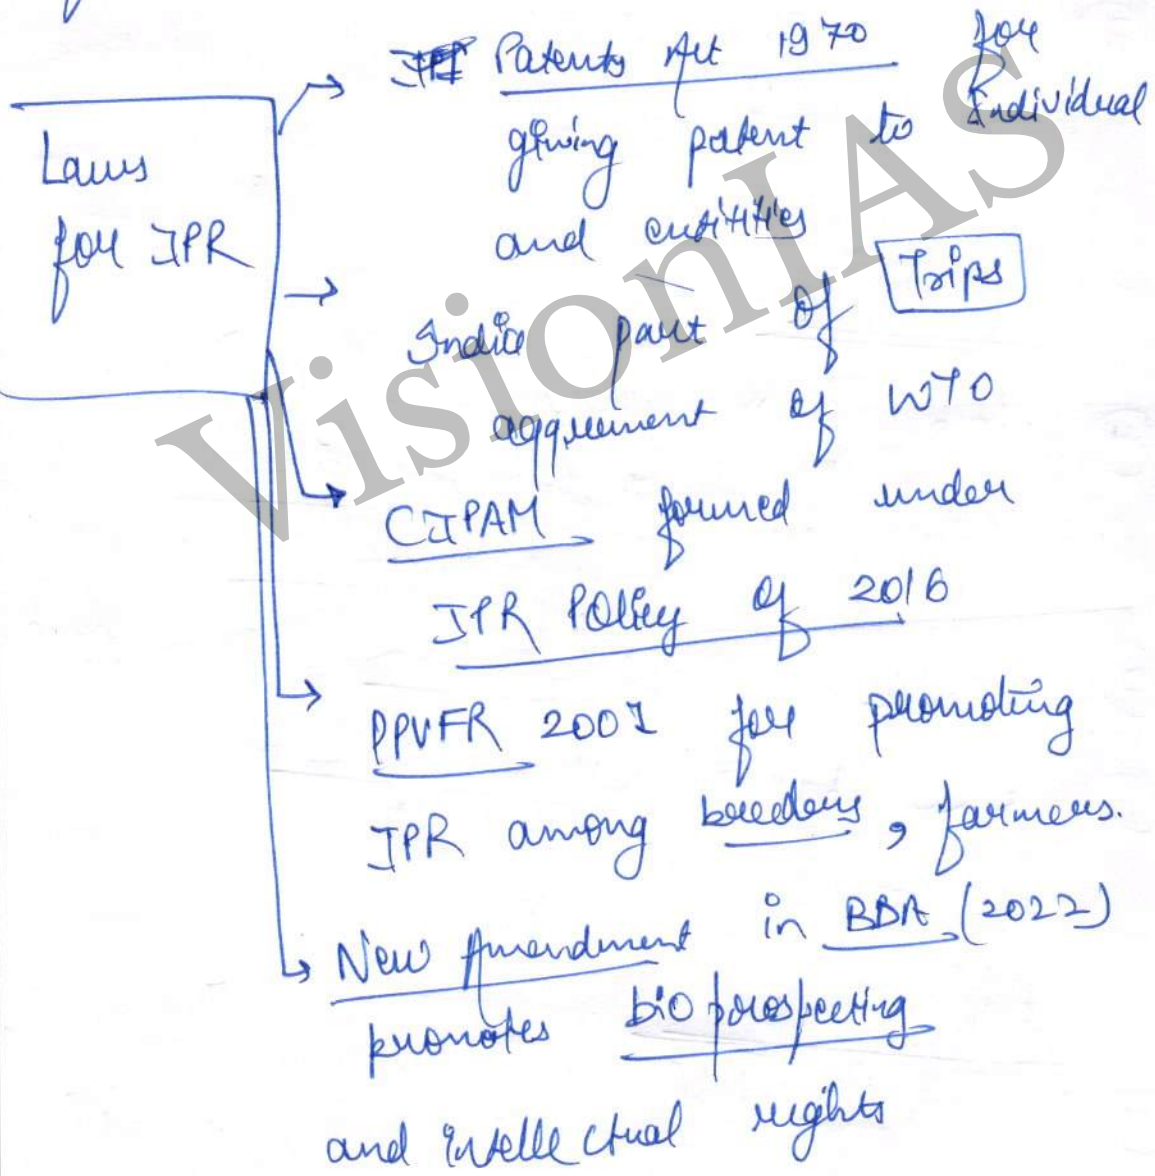 Laws
for IPR
Patents Act 1970 for
giving patent to individual
and entities
India part of Trips
aggreement of WTO
CIPAM formed under
IPR Policy of 2016
PPVFR 2001 for promoting
IPR among breeders, farmers.
New Amendment in BBA (2022)
promotes bio prospecting
and intellectual rights
VisionIAS